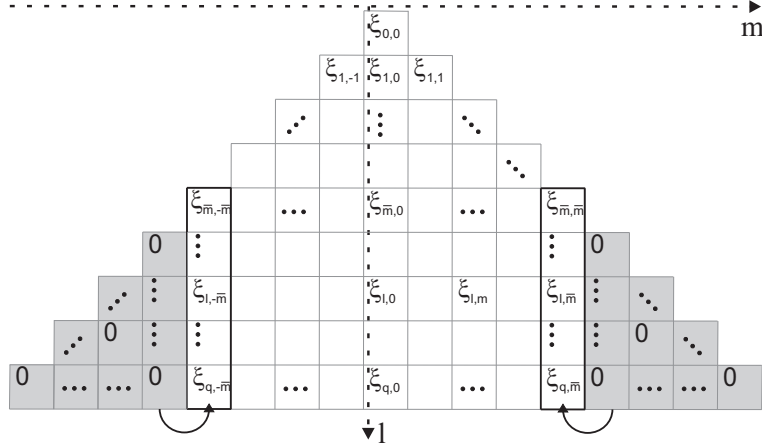 m
ξ0,0
ξ1,-1 ξ1,0 ξ1,1
⋰ ⋮ ⋱
⋱
ξm̅,-m̅ ... ξm̅,0 ... ξm̅,m̅
0 ⋮ ⋮ 0
⋰ ⋮ ξl,-m̅ ξl,0 ξl,m ξl,m̅ ⋮ ⋱
⋰ 0 ⋮ ⋮ ⋮ ⋮ 0 ⋱
0 ... ... 0 ξq,-m̅ ... ξq,0 ... ξq,m̅ 0 ... ... 0
l